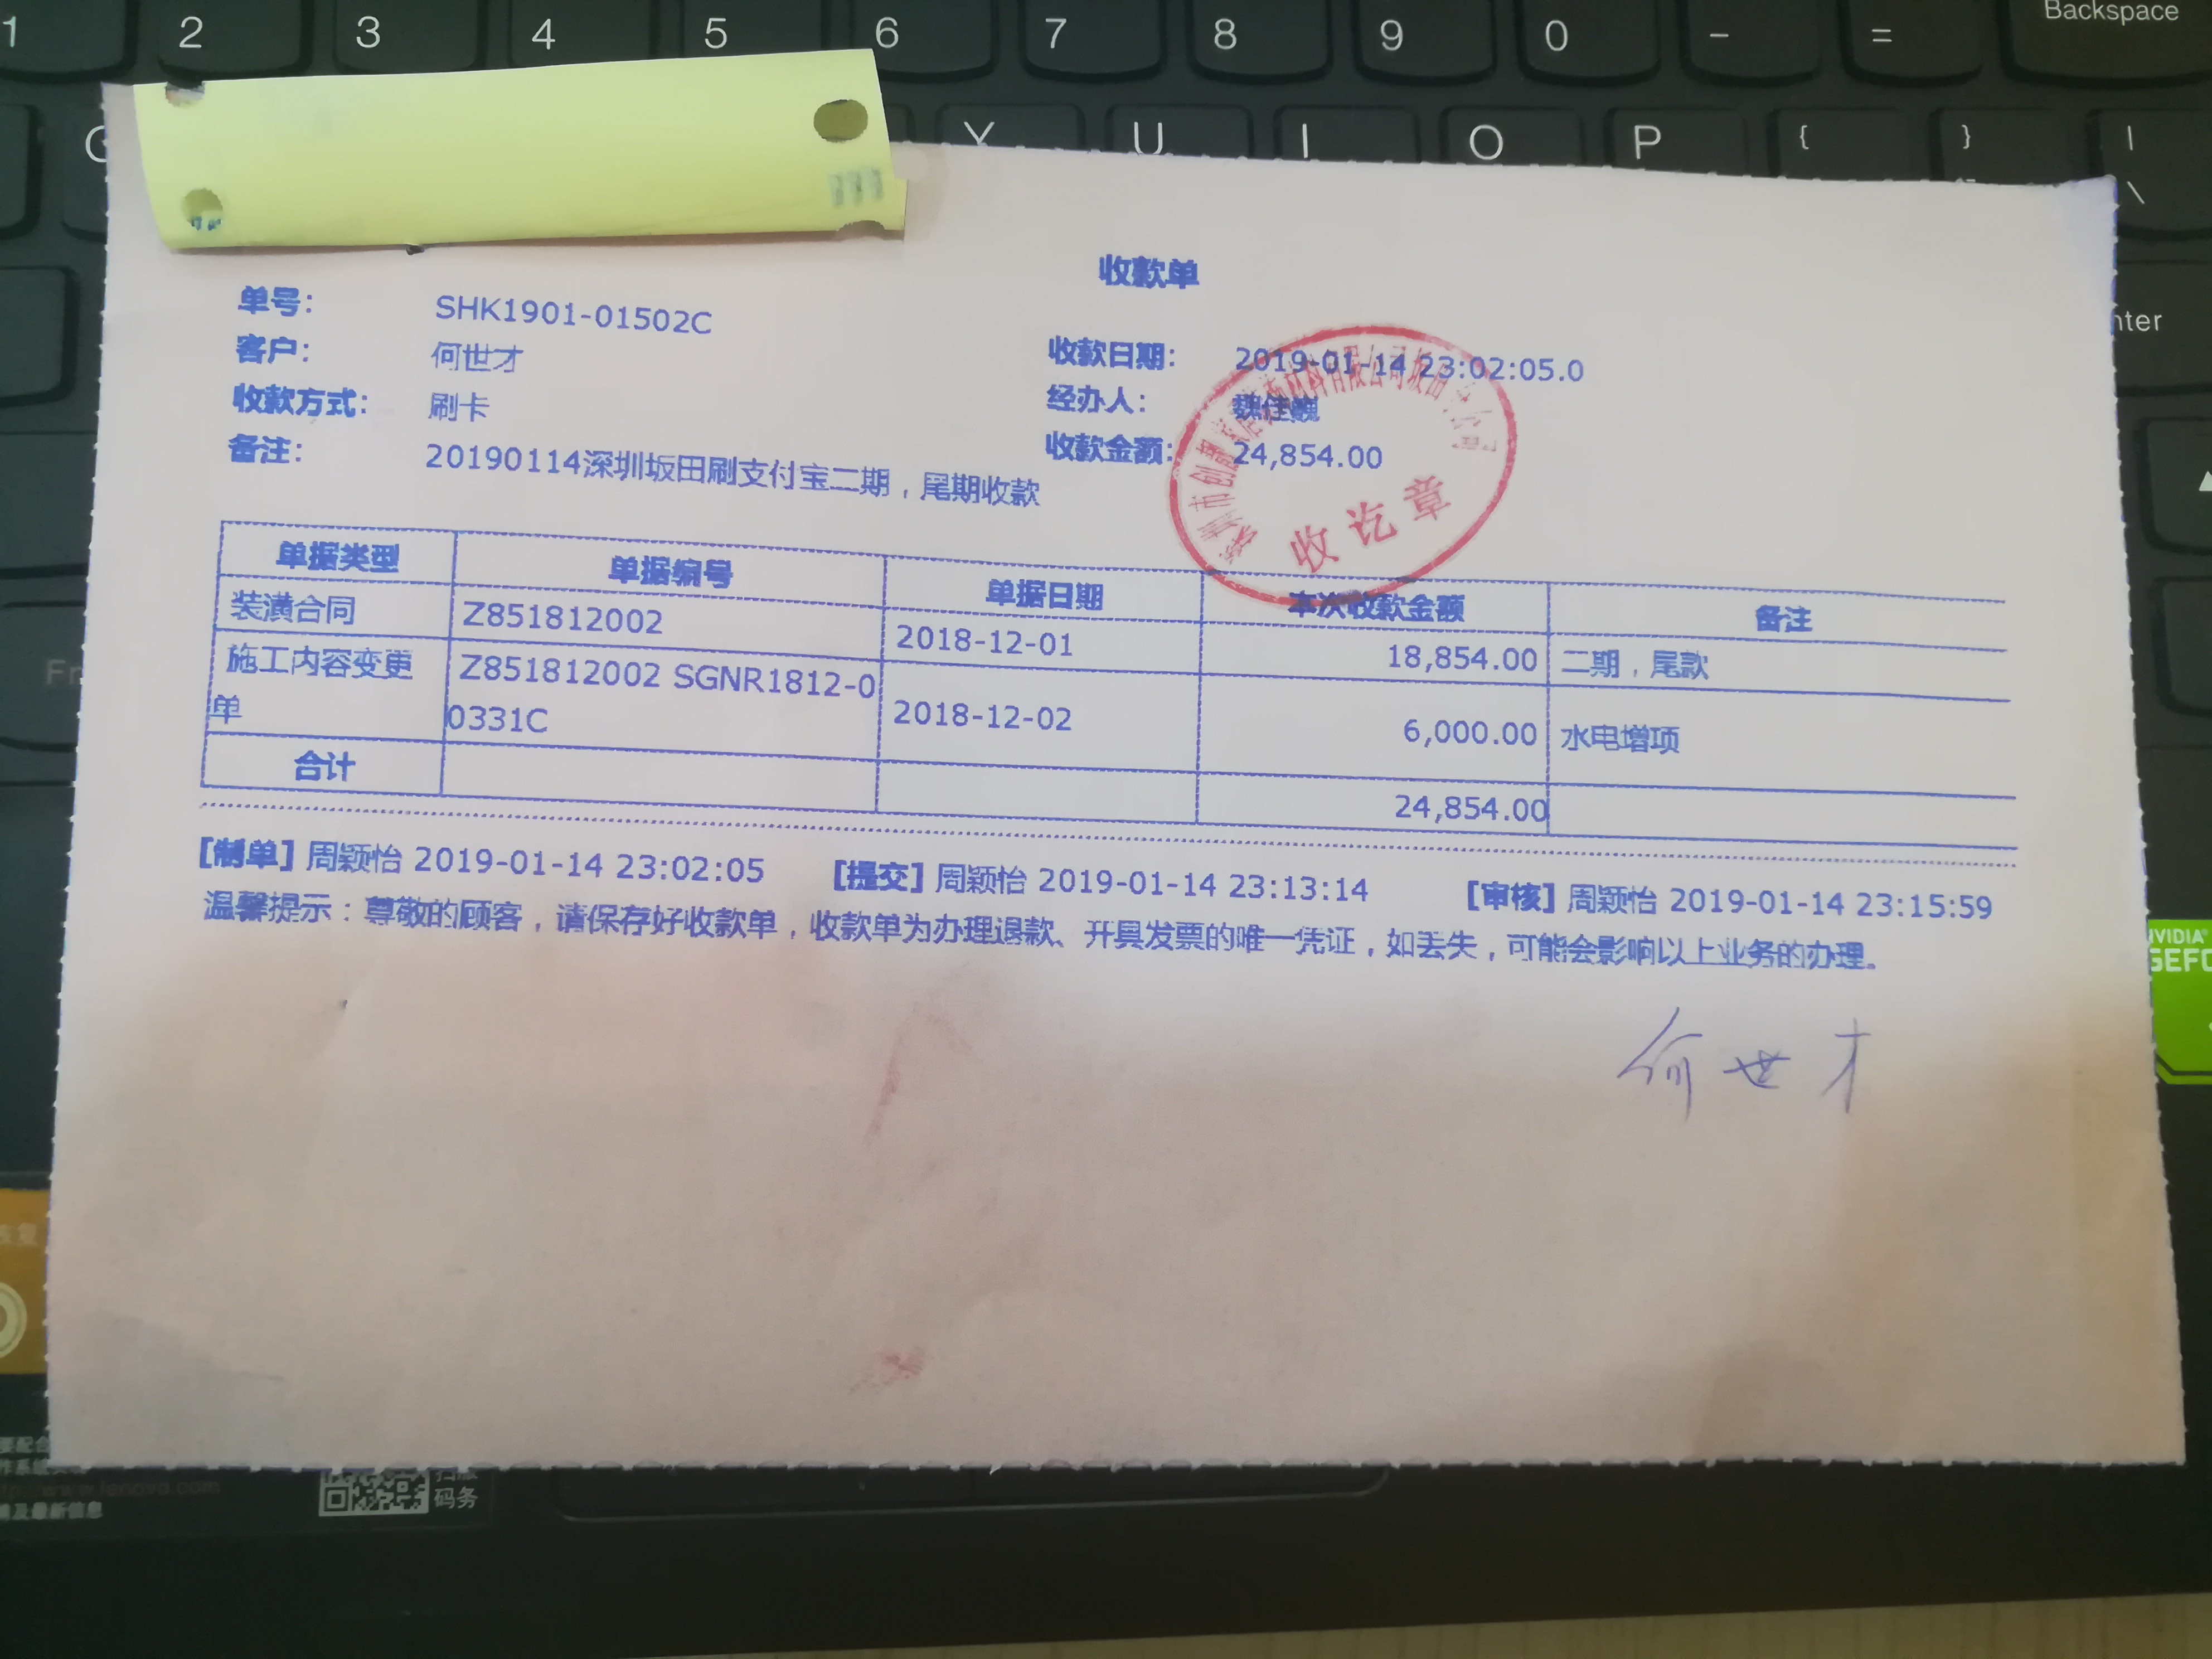 1 2 3 4 5 6 7 8 9 0 - = Backspace
Y U I O P { } | \
收款单
单号： SHK1901-01502C
客户： 何世才 收款日期： 2019-01-14 23:02:05.0
收款方式： 刷卡 经办人： 魏佳巍
备注： 20190114深圳坂田刷支付宝二期，尾期收款 收款金额： 24,854.00
收讫章
单据类型 单据编号 单据日期 本次收款金额 备注
装潢合同 Z851812002 2018-12-01 18,854.00 二期，尾款
施工内容变更 Z851812002 SGNR1812-0 2018-12-02 6,000.00 水电增项
单 0331C
合计 24,854.00
[制单] 周颖怡 2019-01-14 23:02:05 [提交] 周颖怡 2019-01-14 23:13:14 [审核] 周颖怡 2019-01-14 23:15:59
温馨提示：尊敬的顾客，请保存好收款单，收款单为办理退款、开具发票的唯一凭证，如丢失，可能会影响以上业务的办理。
何世才